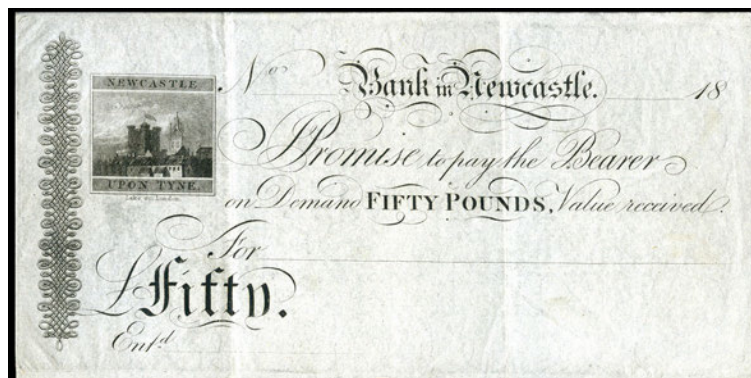 NEWCASTLE
UPON TYNE.
No Bank in Newcastle. 18
I Promise to pay the Bearer
on Demand FIFTY POUNDS, Value received.
For
£ Fifty.
Entd